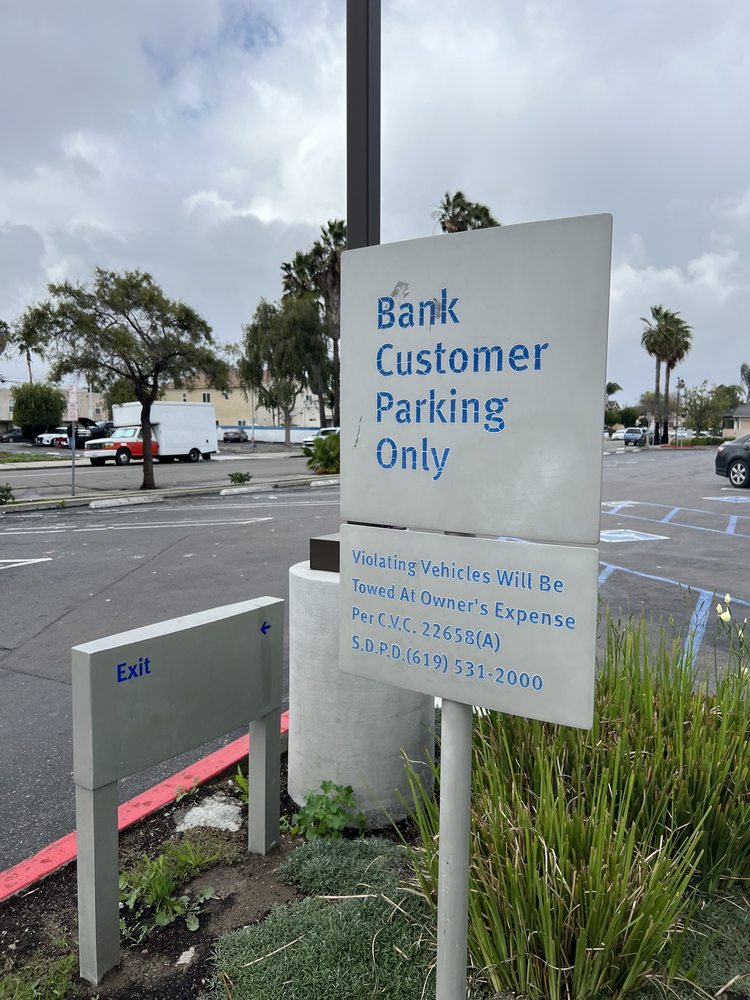 Bank
Customer
Parking
Only
Violating Vehicles Will Be
Towed At Owner's Expense
Per C.V.C. 22658(A)
S.D.P.D.(619) 531-2000
Exit ←